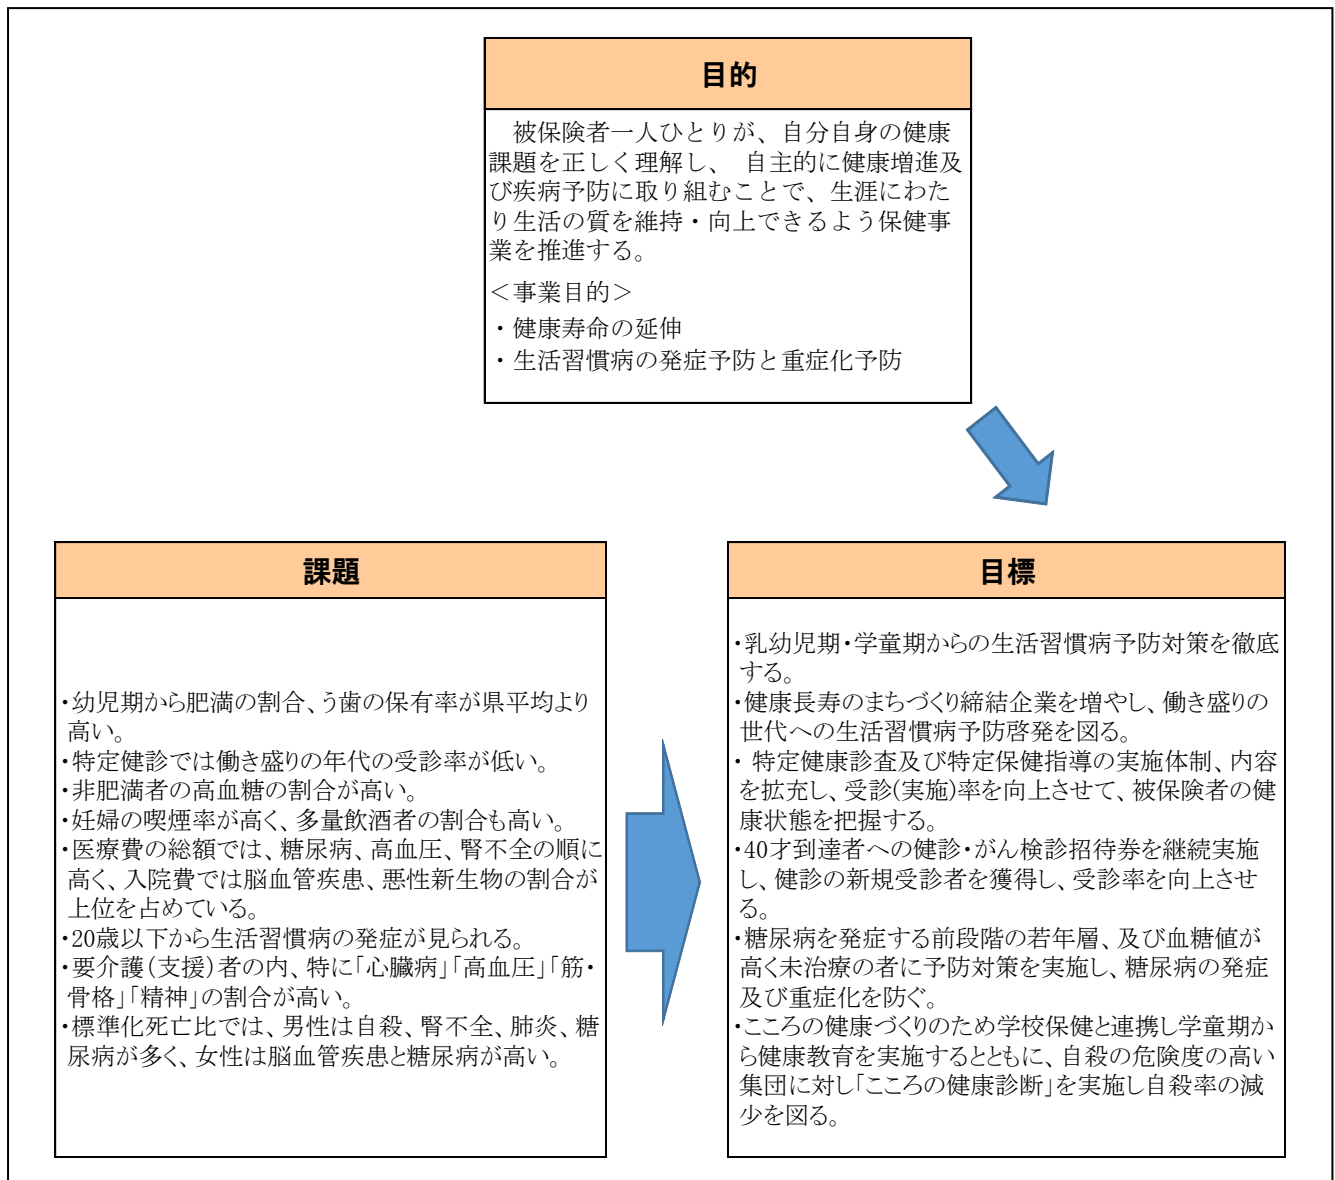 目的
被保険者一人ひとりが、自分自身の健康
課題を正しく理解し、 自主的に健康増進及
び疾病予防に取り組むことで、生涯にわた
り生活の質を維持・向上できるよう保健事
業を推進する。
＜事業目的＞
・健康寿命の延伸
・生活習慣病の発症予防と重症化予防
課題
・幼児期から肥満の割合、う歯の保有率が県平均より
高い。
・特定健診では働き盛りの年代の受診率が低い。
・非肥満者の高血糖の割合が高い。
・妊婦の喫煙率が高く、多量飲酒者の割合も高い。
・医療費の総額では、糖尿病、高血圧、腎不全の順に
高く、入院費では脳血管疾患、悪性新生物の割合が
上位を占めている。
・20歳以下から生活習慣病の発症が見られる。
・要介護(支援)者の内、特に「心臓病」「高血圧」「筋・
骨格」「精神」の割合が高い。
・標準化死亡比では、男性は自殺、腎不全、肺炎、糖
尿病が多く、女性は脳血管疾患と糖尿病が高い。
目標
・乳幼児期・学童期からの生活習慣病予防対策を徹底
する。
・健康長寿のまちづくり締結企業を増やし、働き盛りの
世代への生活習慣病予防啓発を図る。
・ 特定健康診査及び特定保健指導の実施体制、内容
を拡充し、受診(実施)率を向上させて、被保険者の健
康状態を把握する。
・40才到達者への健診・がん検診招待券を継続実施
し、健診の新規受診者を獲得し、受診率を向上させ
る。
・糖尿病を発症する前段階の若年層、及び血糖値が
高く未治療の者に予防対策を実施し、糖尿病の発症
及び重症化を防ぐ。
・こころの健康づくりのため学校保健と連携し学童期か
ら健康教育を実施するとともに、自殺の危険度の高い
集団に対し「こころの健康診断」を実施し自殺率の減
少を図る。